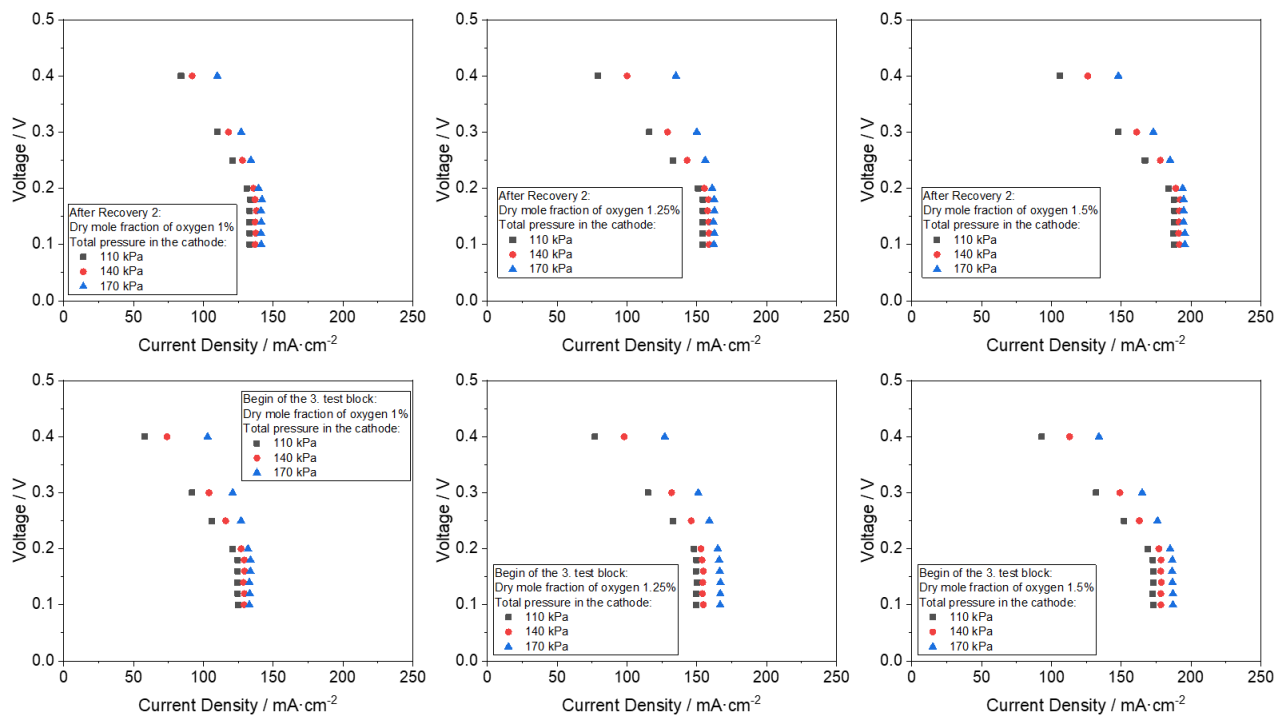 0.5
0.4
0.3
0.2
0.1
0.0
Voltage / V
After Recovery 2:
Dry mole fraction of oxygen 1%
Total pressure in the cathode:
110 kPa
140 kPa
170 kPa
0 50 100 150 200 250
Current Density / mA·cm⁻²
0.5
0.4
0.3
0.2
0.1
0.0
Voltage / V
After Recovery 2:
Dry mole fraction of oxygen 1.25%
Total pressure in the cathode:
110 kPa
140 kPa
170 kPa
0 50 100 150 200 250
Current Density / mA·cm⁻²
0.5
0.4
0.3
0.2
0.1
0.0
Voltage / V
After Recovery 2:
Dry mole fraction of oxygen 1.5%
Total pressure in the cathode:
110 kPa
140 kPa
170 kPa
0 50 100 150 200 250
Current Density / mA·cm⁻²
0.5
0.4
0.3
0.2
0.1
0.0
Voltage / V
Begin of the 3. test block:
Dry mole fraction of oxygen 1%
Total pressure in the cathode:
110 kPa
140 kPa
170 kPa
0 50 100 150 200 250
Current Density / mA·cm⁻²
0.5
0.4
0.3
0.2
0.1
0.0
Voltage / V
Begin of the 3. test block:
Dry mole fraction of oxygen 1.25%
Total pressure in the cathode:
110 kPa
140 kPa
170 kPa
0 50 100 150 200 250
Current Density / mA·cm⁻²
0.5
0.4
0.3
0.2
0.1
0.0
Voltage / V
Begin of the 3. test block:
Dry mole fraction of oxygen 1.5%
Total pressure in the cathode:
110 kPa
140 kPa
170 kPa
0 50 100 150 200 250
Current Density / mA·cm⁻²